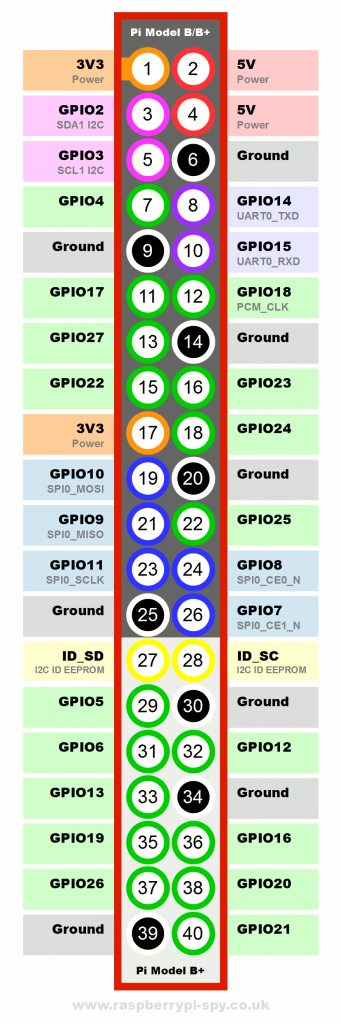 Pi Model B/B+
3V3 1 2 5V
Power Power
GPIO2 3 4 5V
SDA1 I2C Power
GPIO3 5 6 Ground
SCL1 I2C
GPIO4 7 8 GPIO14
UART0_TXD
Ground 9 10 GPIO15
UART0_RXD
GPIO17 11 12 GPIO18
PCM_CLK
GPIO27 13 14 Ground
GPIO22 15 16 GPIO23
3V3 17 18 GPIO24
Power
GPIO10 19 20 Ground
SPI0_MOSI
GPIO9 21 22 GPIO25
SPI0_MISO
GPIO11 23 24 GPIO8
SPI0_SCLK SPI0_CE0_N
Ground 25 26 GPIO7
SPI0_CE1_N
ID_SD 27 28 ID_SC
I2C ID EEPROM I2C ID EEPROM
GPIO5 29 30 Ground
GPIO6 31 32 GPIO12
GPIO13 33 34 Ground
GPIO19 35 36 GPIO16
GPIO26 37 38 GPIO20
Ground 39 40 GPIO21
Pi Model B+
www.raspberrypi-spy.co.uk